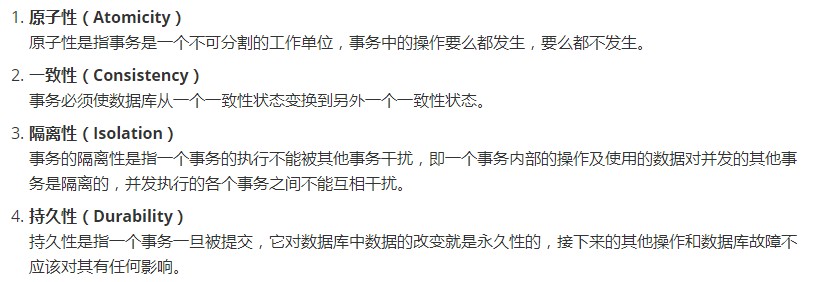 1. 原子性（Atomicity）
原子性是指事务是一个不可分割的工作单位，事务中的操作要么都发生，要么都不发生。
2. 一致性（Consistency）
事务必须使数据库从一个一致性状态变换到另外一个一致性状态。
3. 隔离性（Isolation）
事务的隔离性是指一个事务的执行不能被其他事务干扰，即一个事务内部的操作及使用的数据对并发的其他事
务是隔离的，并发执行的各个事务之间不能互相干扰。
4. 持久性（Durability）
持久性是指一个事务一旦被提交，它对数据库中数据的改变就是永久性的，接下来的其他操作和数据库故障不
应该对其有任何影响。